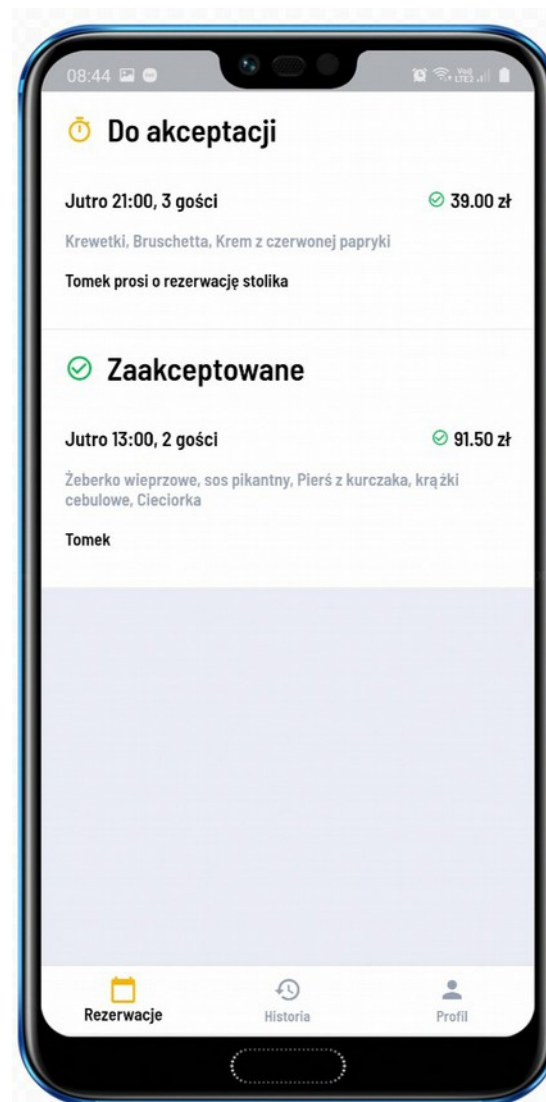 08:44
Do akceptacji
Jutro 21:00, 3 gości 39.00 zł
Krewetki, Bruschetta, Krem z czerwonej papryki
Tomek prosi o rezerwację stolika
Zaakceptowane
Jutro 13:00, 2 gości 91.50 zł
Żeberko wieprzowe, sos pikantny, Pierś z kurczaka, krążki
cebulowe, Cieciorka
Tomek
Rezerwacje Historia Profil